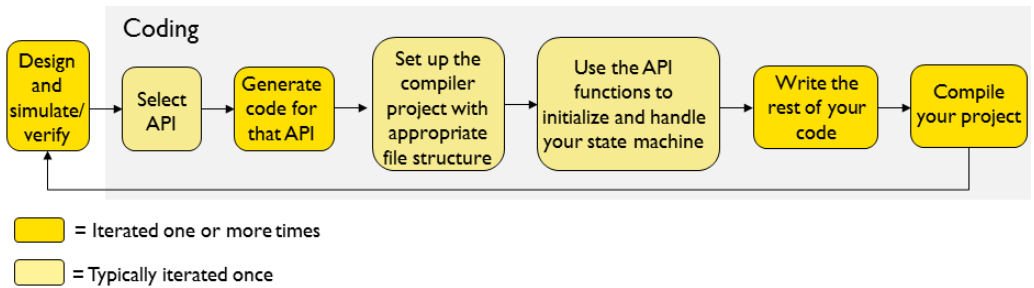 Coding
Design
and
simulate/
verify
Select
API
Generate
code for
that API
Set up the
compiler
project with
appropriate
file structure
Use the API
functions to
initialize and handle
your state machine
Write the
rest of your
code
Compile
your project
= Iterated one or more times
= Typically iterated once